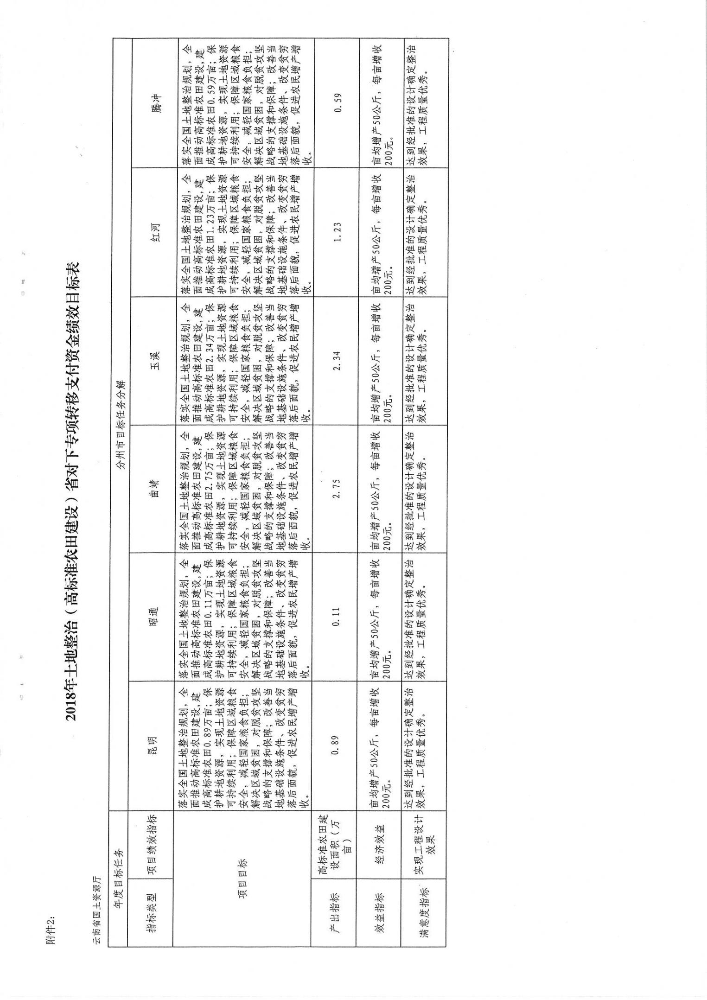 附件2:
2018年土地整治（高标准农田建设）省对下专项转移支付资金绩效目标表
云南省国土资源厅
年度目标任务
分州市目标任务分解
指标类型
项目绩效指标
昆明
昭通
曲靖
玉溪
红河
腾冲
项目目标
落实全国土地整治规划，全
面推动高标准农田建设,建
成高标准农田0.89万亩；保
护耕地资源，实现土地资源
可持续利用；保障区域粮食
安全，减轻国家粮食负担；
解决区域贫困，对脱贫攻坚
战略的支撑和保障；改善当
地基础设施条件、改变贫穷
落后面貌，促进农民增产增
收。
落实全国土地整治规划，全
面推动高标准农田建设,建
成高标准农田0.11万亩；保
护耕地资源，实现土地资源
可持续利用；保障区域粮食
安全，减轻国家粮食负担；
解决区域贫困，对脱贫攻坚
战略的支撑和保障；改善当
地基础设施条件、改变贫穷
落后面貌，促进农民增产增
收。
落实全国土地整治规划，全
面推动高标准农田建设,建
成高标准农田2.75万亩；保
护耕地资源，实现土地资源
可持续利用；保障区域粮食
安全，减轻国家粮食负担；
解决区域贫困，对脱贫攻坚
战略的支撑和保障；改善当
地基础设施条件、改变贫穷
落后面貌，促进农民增产增
收。
落实全国土地整治规划，全
面推动高标准农田建设,建
成高标准农田2.34万亩；保
护耕地资源，实现土地资源
可持续利用；保障区域粮食
安全，减轻国家粮食负担；
解决区域贫困，对脱贫攻坚
战略的支撑和保障；改善当
地基础设施条件、改变贫穷
落后面貌，促进农民增产增
收。
落实全国土地整治规划，全
面推动高标准农田建设,建
成高标准农田1.23万亩；保
护耕地资源，实现土地资源
可持续利用；保障区域粮食
安全，减轻国家粮食负担；
解决区域贫困，对脱贫攻坚
战略的支撑和保障；改善当
地基础设施条件、改变贫穷
落后面貌，促进农民增产增
收。
落实全国土地整治规划，全
面推动高标准农田建设,建
成高标准农田0.59万亩；保
护耕地资源，实现土地资源
可持续利用；保障区域粮食
安全，减轻国家粮食负担；
解决区域贫困，对脱贫攻坚
战略的支撑和保障；改善当
地基础设施条件、改变贫穷
落后面貌，促进农民增产增
收。
产出指标
高标准农田建
设面积（万
亩）
0.89
0.11
2.75
2.34
1.23
0.59
效益指标
经济效益
亩均增产50公斤，每亩增收
200元。
亩均增产50公斤，每亩增收
200元。
亩均增产50公斤，每亩增收
200元。
亩均增产50公斤，每亩增收
200元。
亩均增产50公斤，每亩增收
200元。
亩均增产50公斤，每亩增收
200元。
满意度指标
实现工程设计
效果
达到经批准的设计确定整治
效果，工程质量优秀。
达到经批准的设计确定整治
效果，工程质量优秀。
达到经批准的设计确定整治
效果，工程质量优秀。
达到经批准的设计确定整治
效果，工程质量优秀。
达到经批准的设计确定整治
效果，工程质量优秀。
达到经批准的设计确定整治
效果，工程质量优秀。